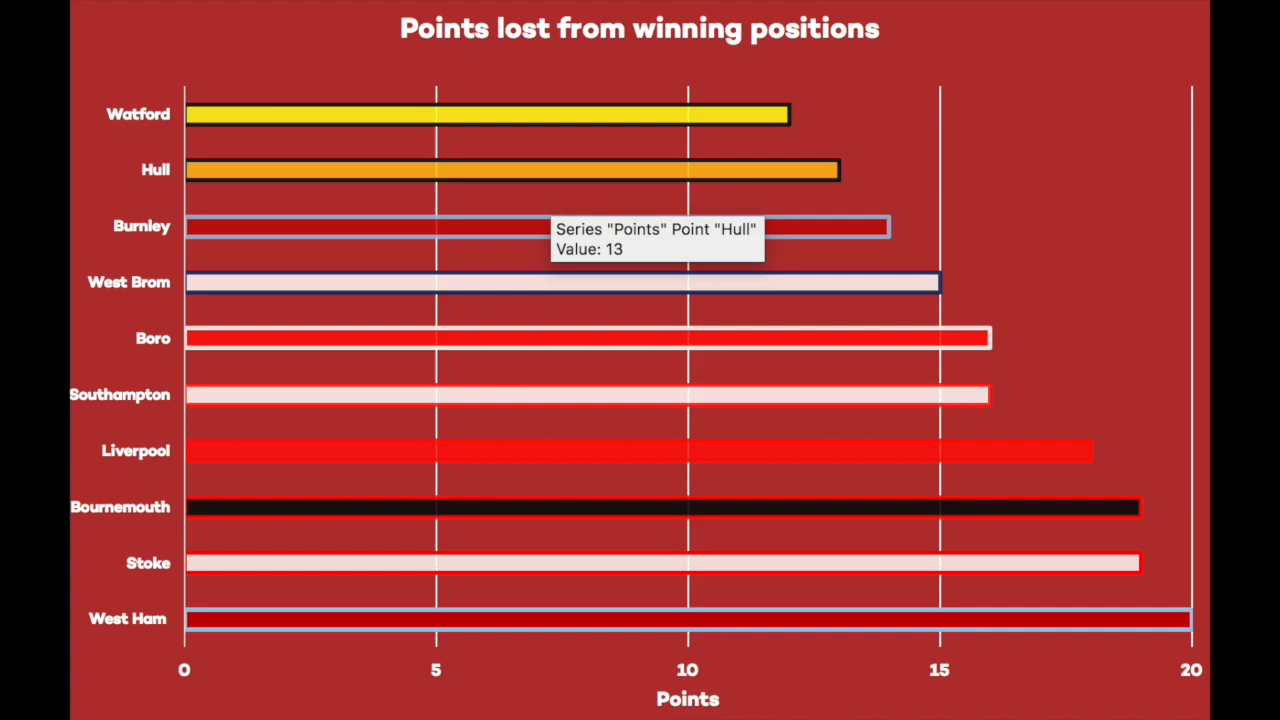 Points lost from winning positions
Watford
Hull
Burnley
Series "Points" Point "Hull"
Value: 13
West Brom
Boro
Southampton
Liverpool
Bournemouth
Stoke
West Ham
0 5 10 15 20
Points